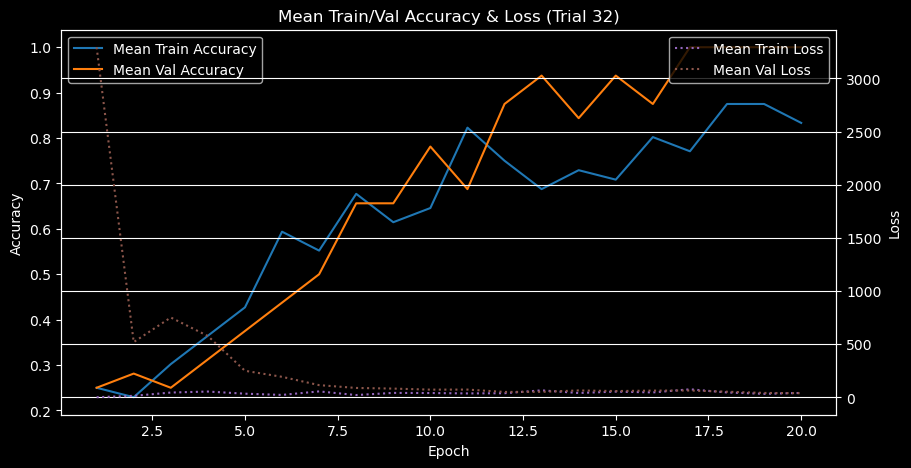 Mean Train/Val Accuracy & Loss (Trial 32)
Mean Train Accuracy
Mean Val Accuracy
Mean Train Loss
Mean Val Loss
1.0
0.9
0.8
0.7
0.6
0.5
0.4
0.3
0.2
Accuracy
3000
2500
2000
1500
1000
500
0
Loss
2.5 5.0 7.5 10.0 12.5 15.0 17.5 20.0
Epoch